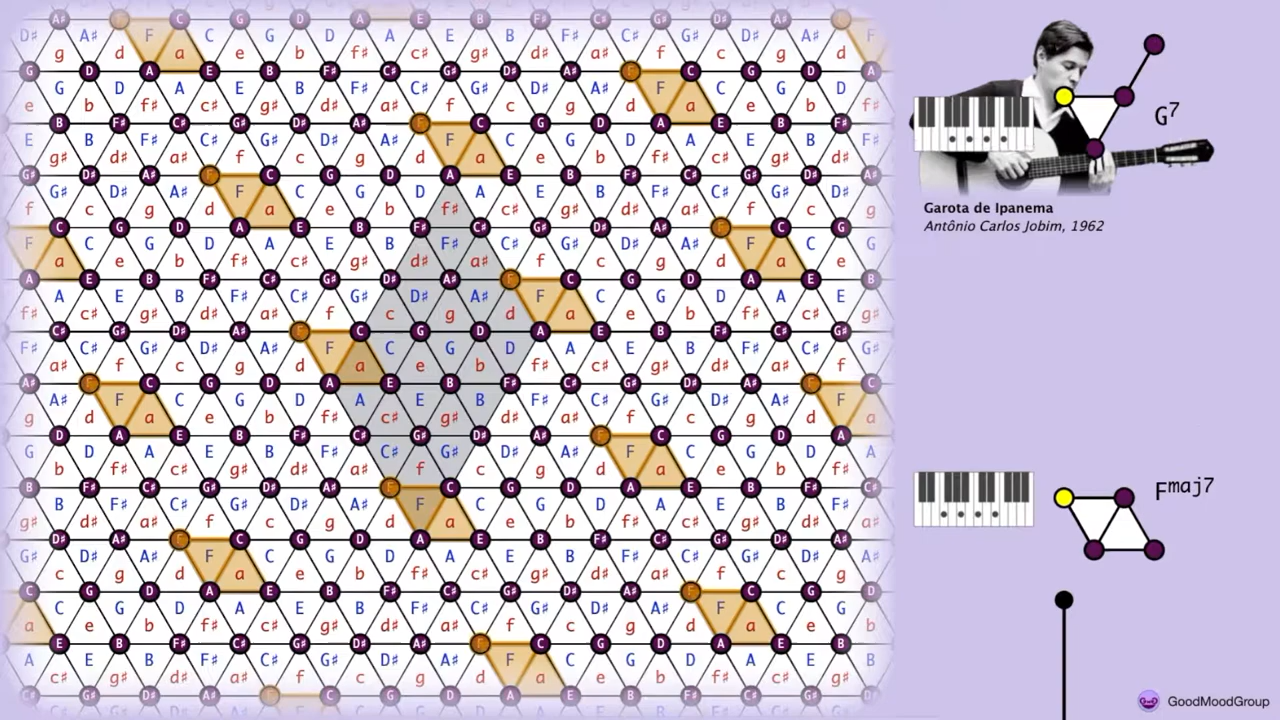 A♯ F C G D A E B F♯ C♯ G♯ D♯ A♯ F
D♯ A♯ F C G D A E B F♯ C♯ G♯ D♯ A♯ F
g d a e b f♯ c♯ g♯ d♯ a♯ f c g d
G D A E B F♯ C♯ G♯ D♯ A♯ F C G D A
G D A E B F♯ C♯ G♯ D♯ A♯ F C G D
e b f♯ c♯ g♯ d♯ a♯ f c g d a e b f♯
B F♯ C♯ G♯ D♯ A♯ F C G D A E B F♯
E B F♯ C♯ G♯ D♯ A♯ F C G D A E B F♯
g♯ d♯ a♯ f c g d a e b f♯ c♯ g♯ d♯
G♯ D♯ A♯ F C G D A E B F♯ C♯ G♯ D♯ A♯
G♯ D♯ A♯ F C G D A E B F♯ C♯ G♯ D♯
f c g d a e b f♯ c♯ g♯ d♯ a♯ f c g
C G D A E B F♯ C♯ G♯ D♯ A♯ F C G
F C G D A E B F♯ C♯ G♯ D♯ A♯ F C G
a e b f♯ c♯ g♯ d♯ a♯ f c g d a e
A E B F♯ C♯ G♯ D♯ A♯ F C G D A E B
A E B F♯ C♯ G♯ D♯ A♯ F C G D A E
f♯ c♯ g♯ d♯ a♯ f c g d a e b f♯ c♯ g♯
C♯ G♯ D♯ A♯ F C G D A E B F♯ C♯ G♯
F♯ C♯ G♯ D♯ A♯ F C G D A E B F♯ C♯ G♯
a♯ f c g d a e b f♯ c♯ g♯ d♯ a♯ f
A♯ F C G D A E B F♯ C♯ G♯ D♯ A♯ F C
A♯ F C G D A E B F♯ C♯ G♯ D♯ A♯ F
g d a e b f♯ c♯ g♯ d♯ a♯ f c g d a
D A E B F♯ C♯ G♯ D♯ A♯ F C G D A
G D A E B F♯ C♯ G♯ D♯ A♯ F C G D A
b f♯ c♯ g♯ d♯ a♯ f c g d a e b f♯
B F♯ C♯ G♯ D♯ A♯ F C G D A E B F♯ C♯
B F♯ C♯ G♯ D♯ A♯ F C G D A E B F♯
g♯ d♯ a♯ f c g d a e b f♯ c♯ g♯ d♯ a♯
D♯ A♯ F C G D A E B F♯ C♯ G♯ D♯ A♯
G♯ D♯ A♯ F C G D A E B F♯ C♯ G♯ D♯ A♯
c g d a e b f♯ c♯ g♯ d♯ a♯ f c g
C G D A E B F♯ C♯ G♯ D♯ A♯ F C G D
C G D A E B F♯ C♯ G♯ D♯ A♯ F C G
a e b f♯ c♯ g♯ d♯ a♯ f c g d a e b
E B F♯ C♯ G♯ D♯ A♯ F C G D A E B
A E B F♯ C♯ G♯ D♯ A♯ F C G D A E B
c♯ g♯ d♯ a♯ f c g d a e b f♯ c♯ g♯
C♯ G♯ D♯ A♯ F C G D A E B F♯ C♯ G♯ D♯
G7
Garota de Ipanema
Antônio Carlos Jobim, 1962
Fmaj7
GoodMoodGroup